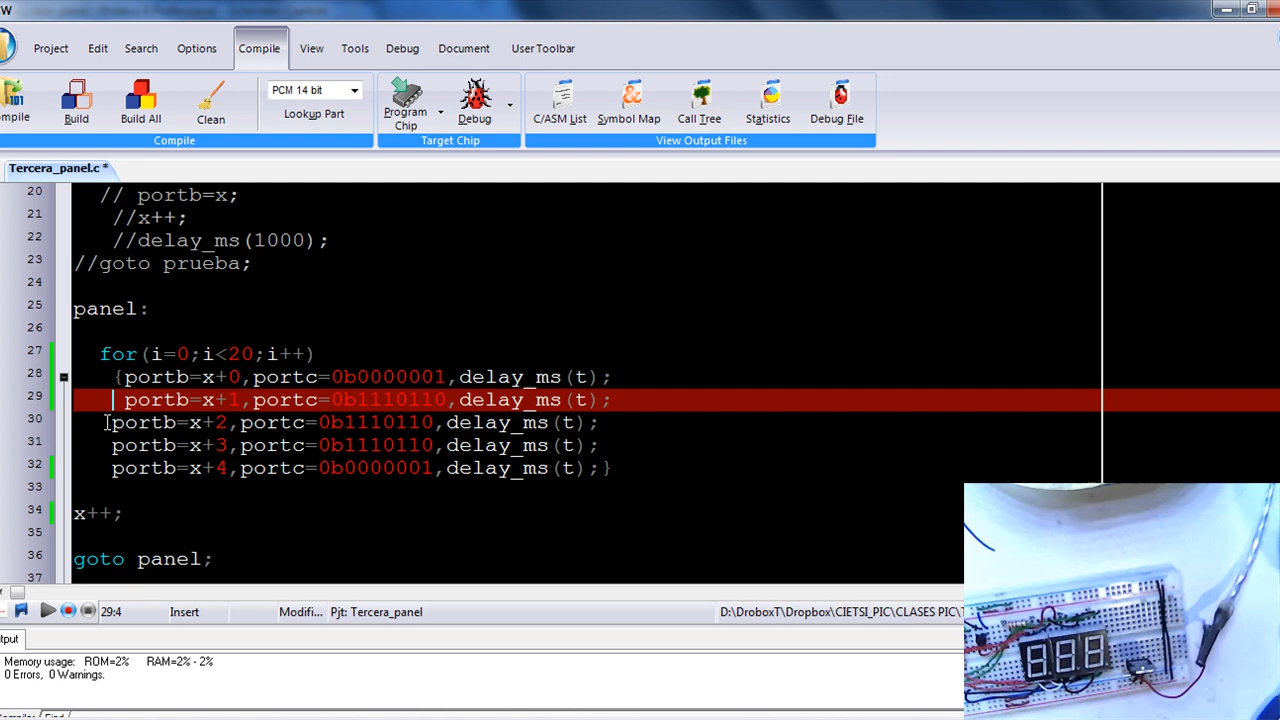 W
Project Edit Search Options Compile View Tools Debug Document User Toolbar
PCM 14 bit
mpile Build Build All Clean Lookup Part Program Chip Debug C/ASM List Symbol Map Call Tree Statistics Debug File
Compile Target Chip View Output Files
Tercera_panel.c *
20 // portb=x;
21 //x++;
22 //delay_ms(1000);
23 //goto prueba;
24
25 panel:
26
27 for(i=0;i<20;i++)
28 {portb=x+0,portc=0b0000001,delay_ms(t);
29 portb=x+1,portc=0b1110110,delay_ms(t);
30 portb=x+2,portc=0b1110110,delay_ms(t);
31 portb=x+3,portc=0b1110110,delay_ms(t);
32 portb=x+4,portc=0b0000001,delay_ms(t);}
33
34 x++;
35
36 goto panel;
37
29:4 Insert Modifi... Pjt: Tercera_panel D:\DroboxT\Dropbox\CIETSI_PIC\CLASES PIC\T
utput
Memory usage: ROM=2% RAM=2% - 2%
0 Errors, 0 Warnings.